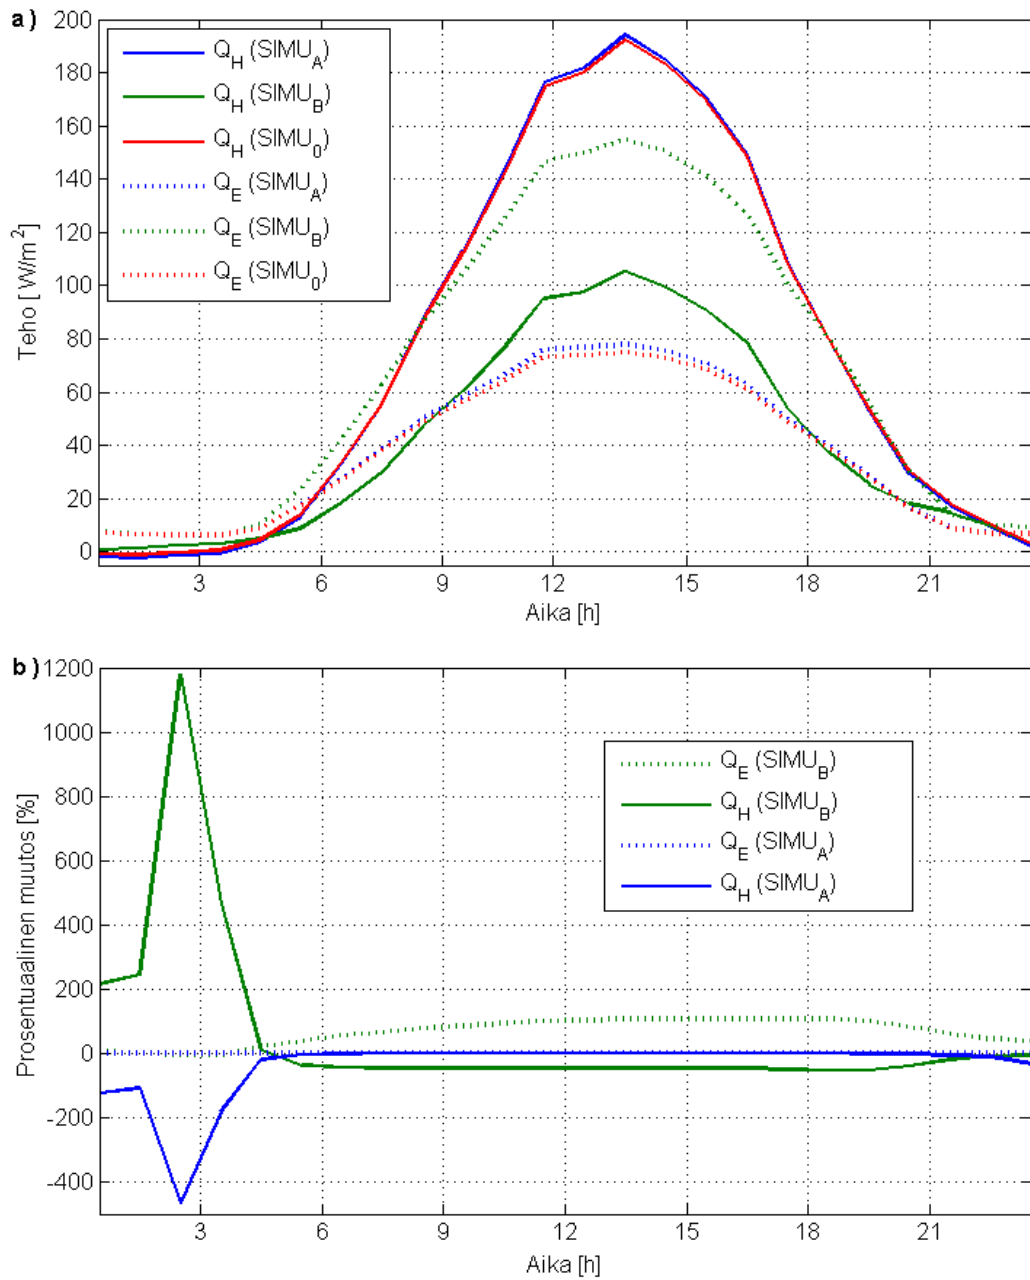 a)
200
180
160
140
120
100
80
60
40
20
0
Teho [W/m²]
Q_H (SIMU_A)
Q_H (SIMU_B)
Q_H (SIMU_0)
Q_E (SIMU_A)
Q_E (SIMU_B)
Q_E (SIMU_0)
3 6 9 12 15 18 21
Aika [h]
b)
1200
1000
800
600
400
200
0
-200
-400
Prosentuaalinen muutos [%]
Q_E (SIMU_B)
Q_H (SIMU_B)
Q_E (SIMU_A)
Q_H (SIMU_A)
3 6 9 12 15 18 21
Aika [h]